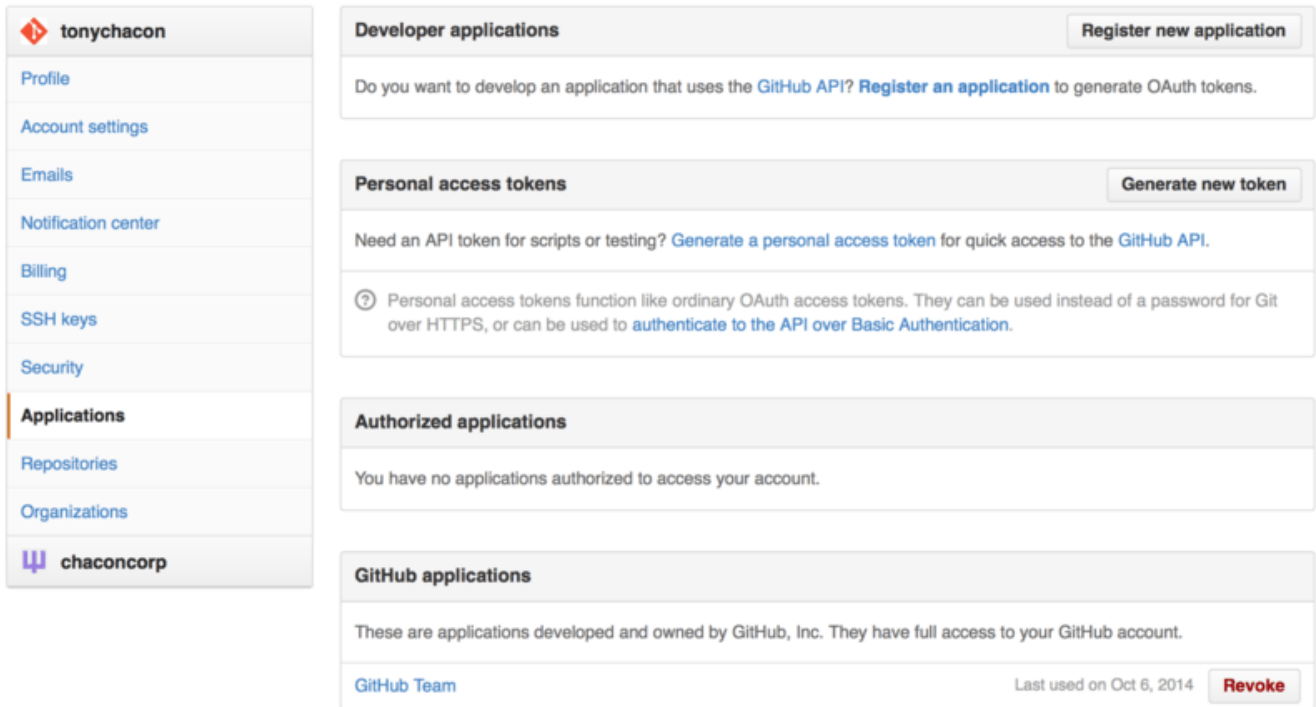 tonychacon
Profile
Account settings
Emails
Notification center
Billing
SSH keys
Security
Applications
Repositories
Organizations
chaconcorp
Developer applications
Register new application
Do you want to develop an application that uses the GitHub API? Register an application to generate OAuth tokens.
Personal access tokens
Generate new token
Need an API token for scripts or testing? Generate a personal access token for quick access to the GitHub API.
Personal access tokens function like ordinary OAuth access tokens. They can be used instead of a password for Git
over HTTPS, or can be used to authenticate to the API over Basic Authentication.
Authorized applications
You have no applications authorized to access your account.
GitHub applications
These are applications developed and owned by GitHub, Inc. They have full access to your GitHub account.
GitHub Team
Last used on Oct 6, 2014
Revoke